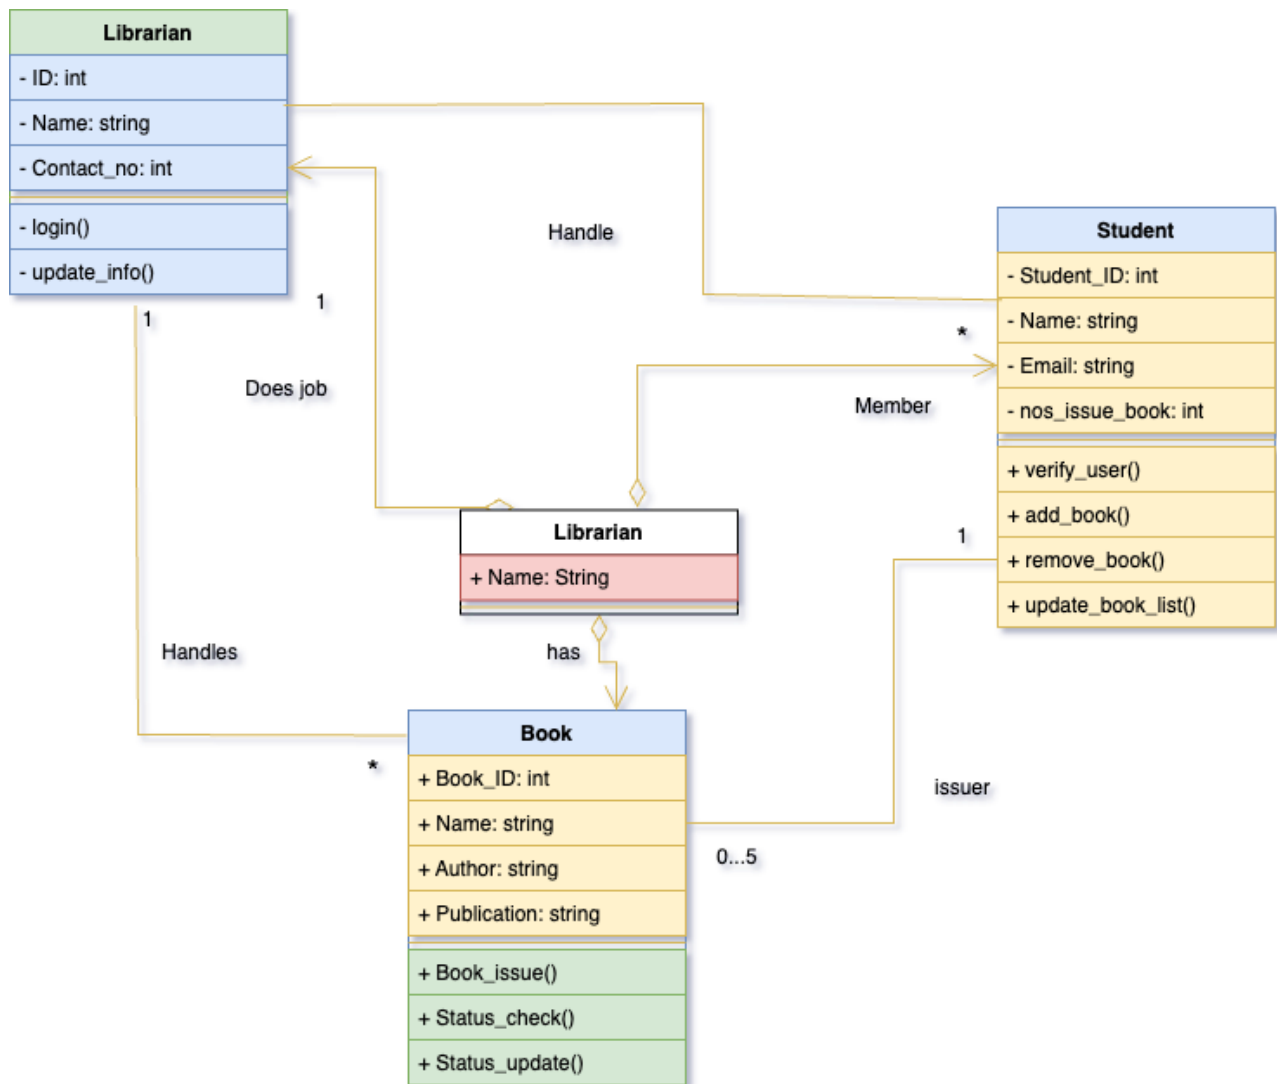 Librarian
- ID: int
- Name: string
- Contact_no: int
- login()
- update_info()
Handle
Student
- Student_ID: int
- Name: string
- Email: string
- nos_issue_book: int
+ verify_user()
+ add_book()
+ remove_book()
+ update_book_list()
1
1
*
Does job
Member
Librarian
+ Name: String
1
Handles
has
Book
+ Book_ID: int
+ Name: string
+ Author: string
+ Publication: string
+ Book_issue()
+ Status_check()
+ Status_update()
*
issuer
0...5